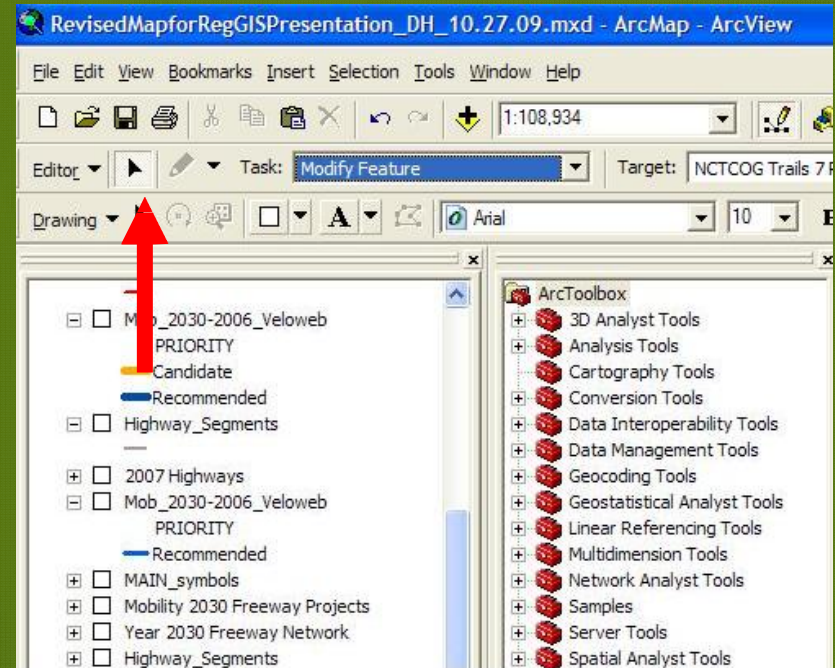 RevisedMapforRegGISPresentation_DH_10.27.09.mxd - ArcMap - ArcView
File Edit View Bookmarks Insert Selection Tools Window Help
1:108,934
Editor Task: Modify Feature Target: NCTCOG Trails 7
Drawing A Arial 10 B
Mob_2030-2006_Veloweb
PRIORITY
Candidate
Recommended
Highway_Segments
2007 Highways
Mob_2030-2006_Veloweb
PRIORITY
Recommended
MAIN_symbols
Mobility 2030 Freeway Projects
Year 2030 Freeway Network
Highway_Segments
ArcToolbox
3D Analyst Tools
Analysis Tools
Cartography Tools
Conversion Tools
Data Interoperability Tools
Data Management Tools
Geocoding Tools
Geostatistical Analyst Tools
Linear Referencing Tools
Multidimension Tools
Network Analyst Tools
Samples
Server Tools
Spatial Analyst Tools